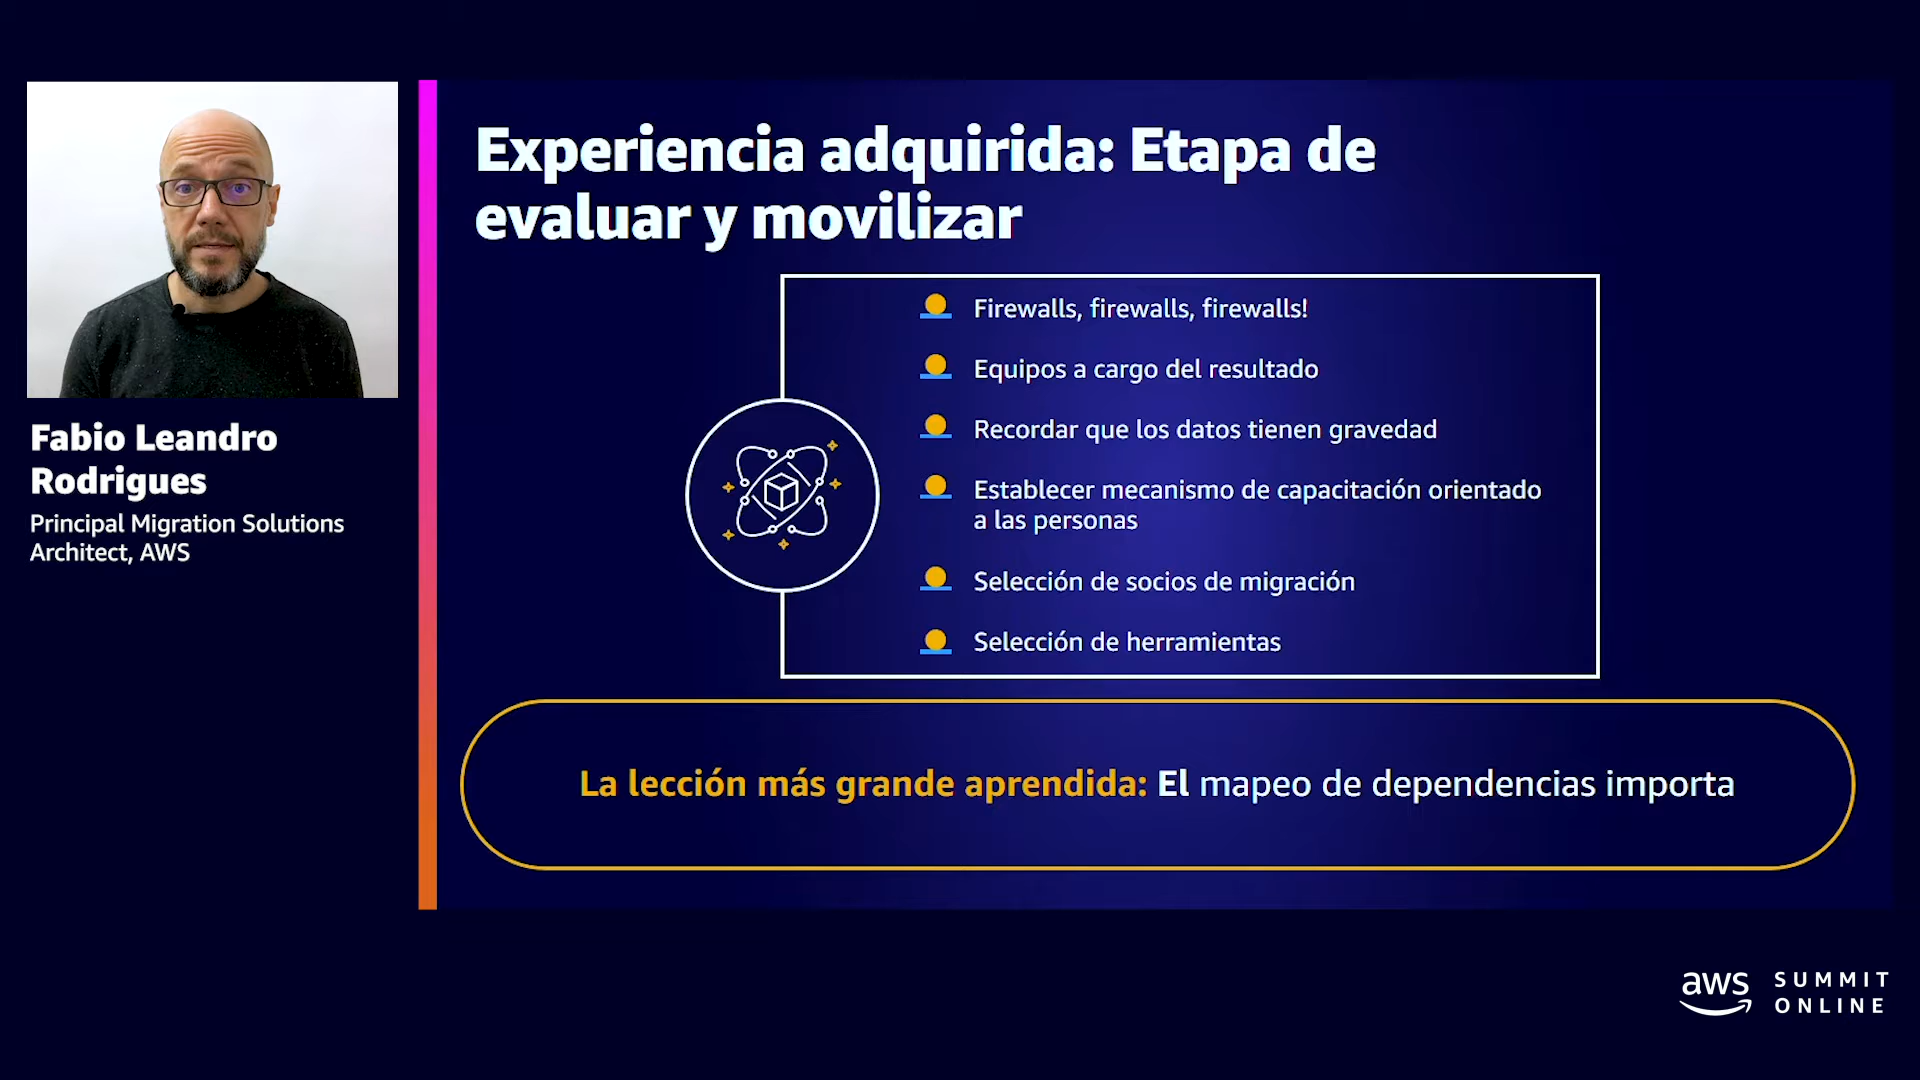 Fabio Leandro
Rodrigues
Principal Migration Solutions
Architect, AWS
Experiencia adquirida: Etapa de
evaluar y movilizar
Firewalls, firewalls, firewalls!
Equipos a cargo del resultado
Recordar que los datos tienen gravedad
Establecer mecanismo de capacitación orientado
a las personas
Selección de socios de migración
Selección de herramientas
La lección más grande aprendida: El mapeo de dependencias importa
aws SUMMIT
ONLINE